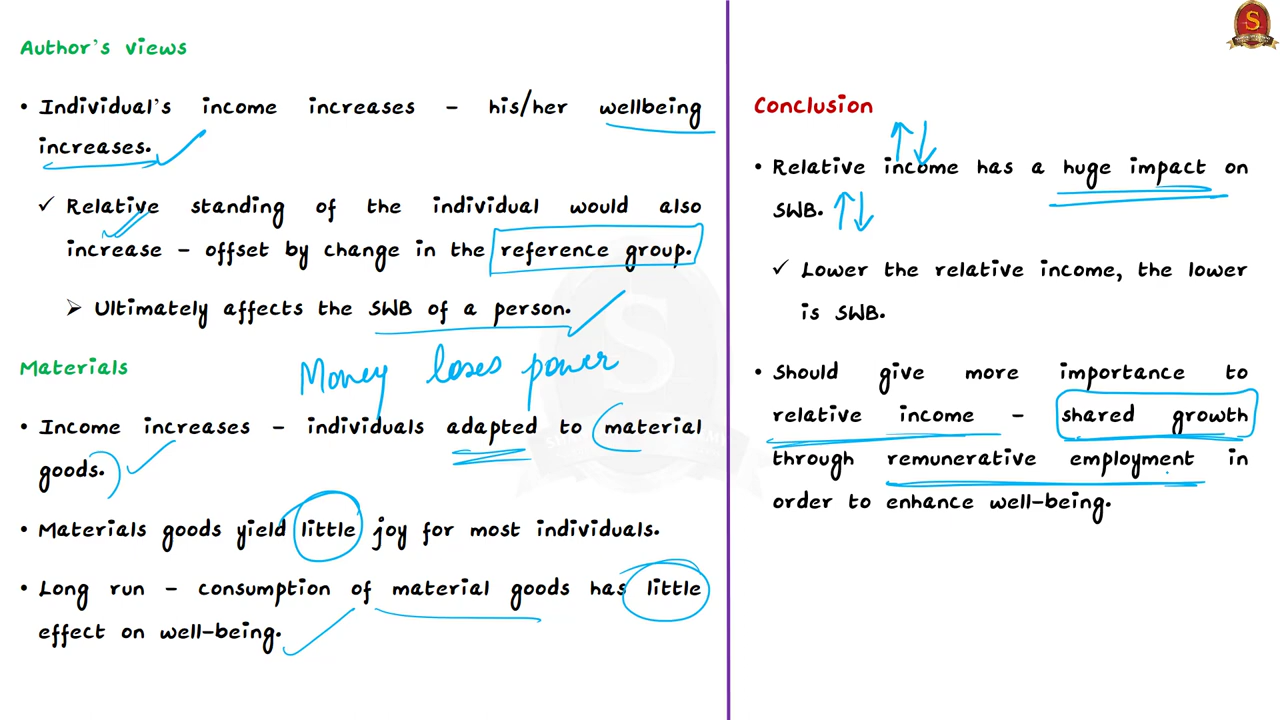 Author's views
• Individual's income increases – his/her wellbeing
increases.
✓ Relative standing of the individual would also
increase – offset by change in the reference group.
➢ Ultimately affects the SWB of a person.
Money loses power
Materials
• Income increases – individuals adapted to material
goods.
• Materials goods yield little joy for most individuals.
• Long run – consumption of material goods has little
effect on well-being.
Conclusion
• Relative income has a huge impact on
SWB.
✓ Lower the relative income, the lower
is SWB.
• Should give more importance to
relative income – shared growth
through remunerative employment in
order to enhance well-being.
S